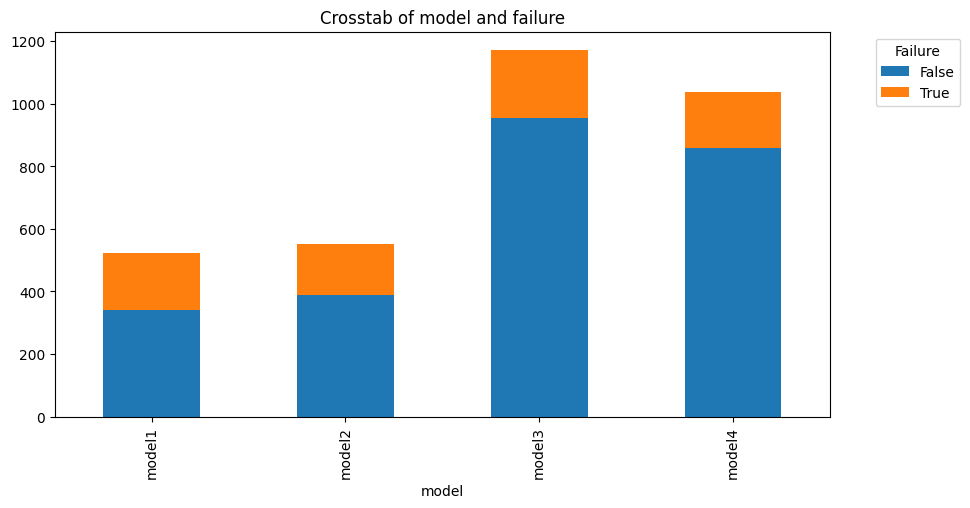 Crosstab of model and failure
1200
1000
800
600
400
200
0
model1
model2
model3
model4
model
Failure
False
True